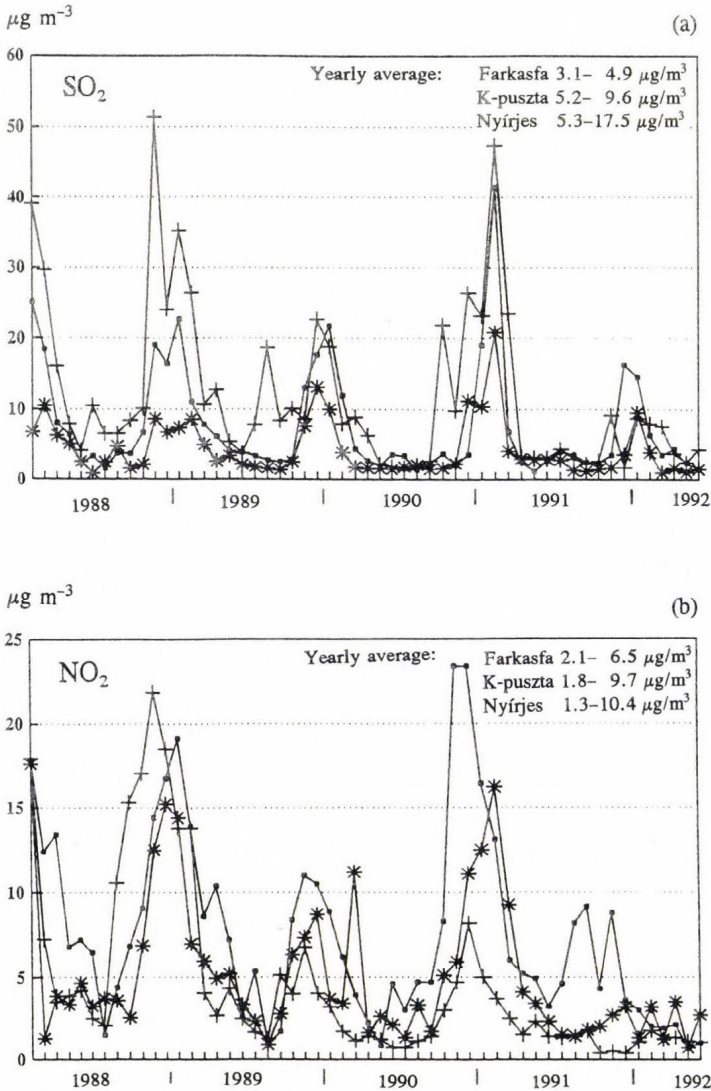 μg m⁻³ (a)
60
SO₂
Yearly average: Farkasfa 3.1– 4.9 μg/m³
K-puszta 5.2– 9.6 μg/m³
Nyírjes 5.3–17.5 μg/m³
50
40
30
20
10
0
1988 1989 1990 1991 1992
μg m⁻³ (b)
25
NO₂
Yearly average: Farkasfa 2.1– 6.5 μg/m³
K-puszta 1.8– 9.7 μg/m³
Nyírjes 1.3–10.4 μg/m³
20
15
10
5
0
1988 1989 1990 1991 1992